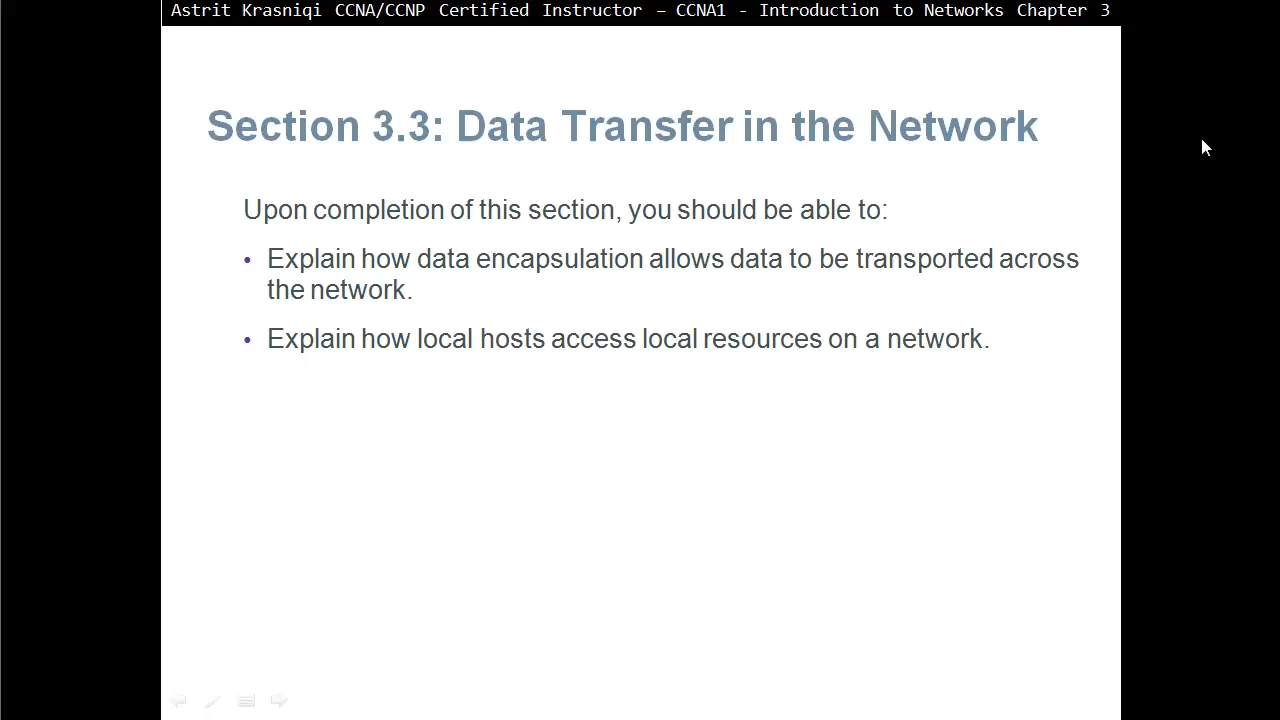 Astrit Krasniqi CCNA/CCNP Certified Instructor – CCNA1 - Introduction to Networks Chapter 3
Section 3.3: Data Transfer in the Network
Upon completion of this section, you should be able to:
• Explain how data encapsulation allows data to be transported across
the network.
• Explain how local hosts access local resources on a network.